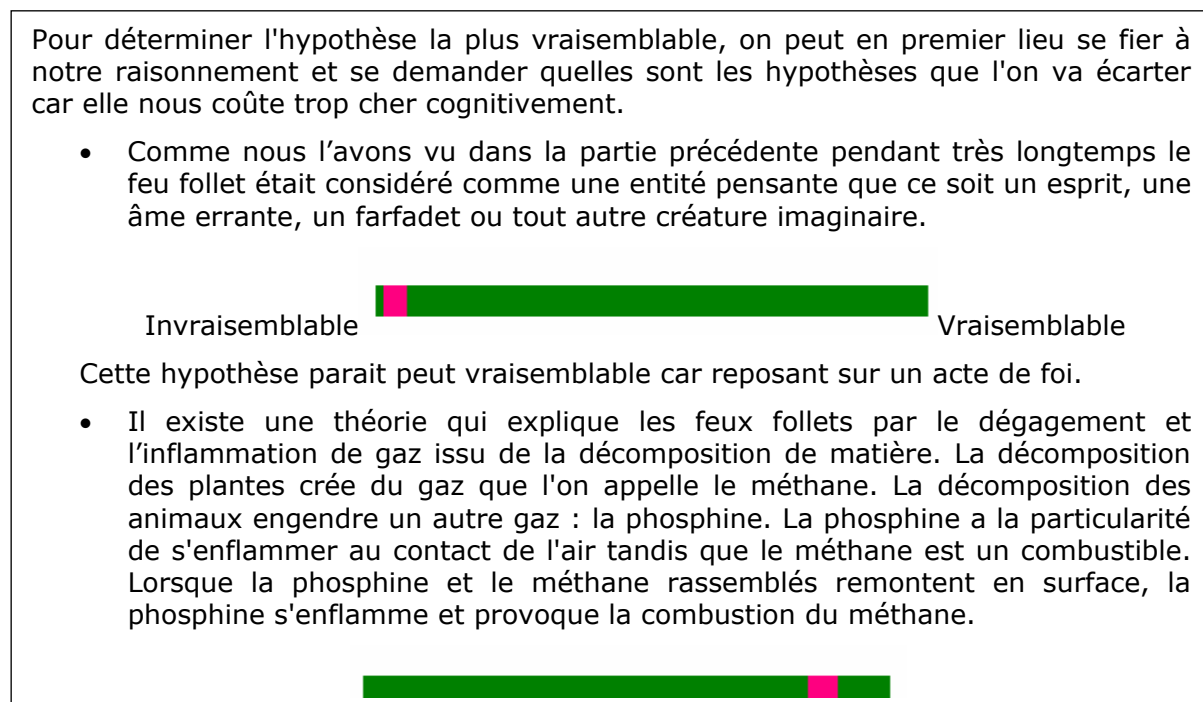 Pour déterminer l'hypothèse la plus vraisemblable, on peut en premier lieu se fier à
notre raisonnement et se demander quelles sont les hypothèses que l'on va écarter
car elle nous coûte trop cher cognitivement.
• Comme nous l’avons vu dans la partie précédente pendant très longtemps le
feu follet était considéré comme une entité pensante que ce soit un esprit, une
âme errante, un farfadet ou tout autre créature imaginaire.
Invraisemblable Vraisemblable
Cette hypothèse parait peut vraisemblable car reposant sur un acte de foi.
• Il existe une théorie qui explique les feux follets par le dégagement et
l’inflammation de gaz issu de la décomposition de matière. La décomposition
des plantes crée du gaz que l'on appelle le méthane. La décomposition des
animaux engendre un autre gaz : la phosphine. La phosphine a la particularité
de s'enflammer au contact de l'air tandis que le méthane est un combustible.
Lorsque la phosphine et le méthane rassemblés remontent en surface, la
phosphine s'enflamme et provoque la combustion du méthane.